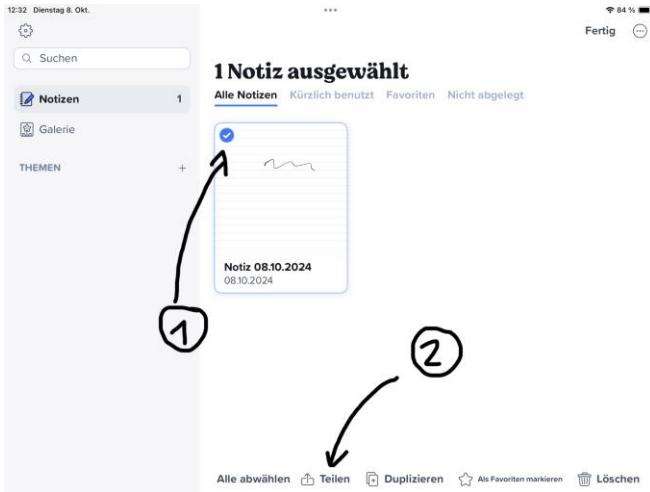 12:32 Dienstag 8. Okt.
84 %
Fertig
Suchen
1 Notiz ausgewählt
Alle Notizen Kürzlich benutzt Favoriten Nicht abgelegt
Notizen 1
Galerie
THEMEN +
Notiz 08.10.2024
08.10.2024
1
2
Alle abwählen Teilen Duplizieren Als Favoriten markieren Löschen